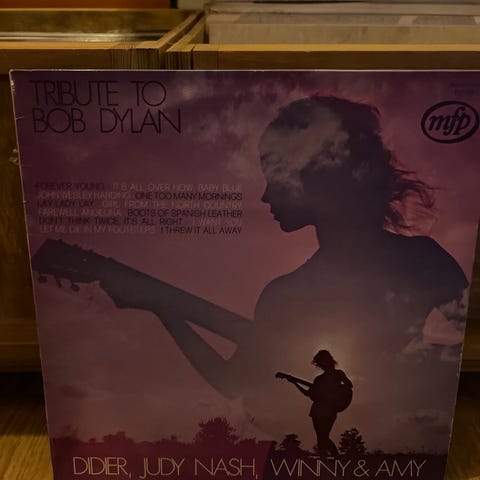 TRIBUTE TO
BOB DYLAN
mfp
FOREVER YOUNG IT'S ALL OVER NOW, BABY BLUE
JOHN WESLEY HARDING ONE TOO MANY MORNINGS
LAY LADY LAY GIRL FROM THE NORTH COUNTRY
FAREWELL ANGELINA BOOTS OF SPANISH LEATHER
DON'T THINK TWICE, IT'S ALL RIGHT
LET ME DIE IN MY FOOTSTEPS I THREW IT ALL AWAY
DIDIER, JUDY NASH, WINNY & AMY